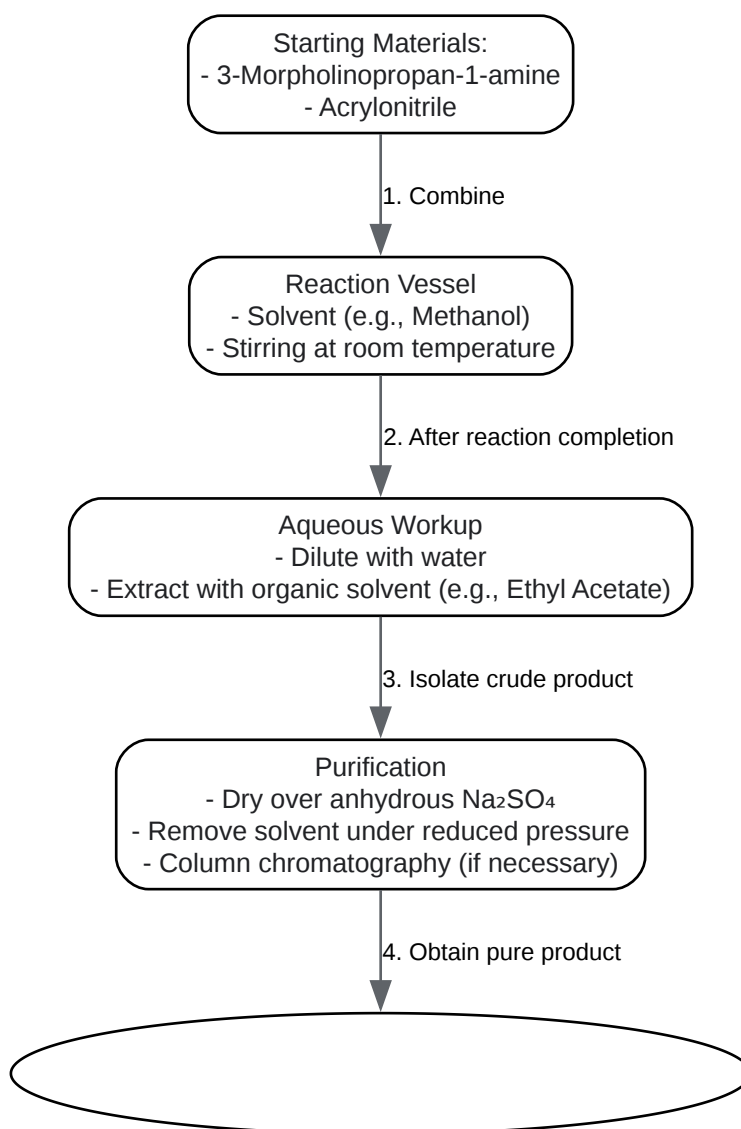 Starting Materials:
- 3-Morpholinopropan-1-amine
- Acrylonitrile
1. Combine
Reaction Vessel
- Solvent (e.g., Methanol)
- Stirring at room temperature
2. After reaction completion
Aqueous Workup
- Dilute with water
- Extract with organic solvent (e.g., Ethyl Acetate)
3. Isolate crude product
Purification
- Dry over anhydrous Na₂SO₄
- Remove solvent under reduced pressure
- Column chromatography (if necessary)
4. Obtain pure product